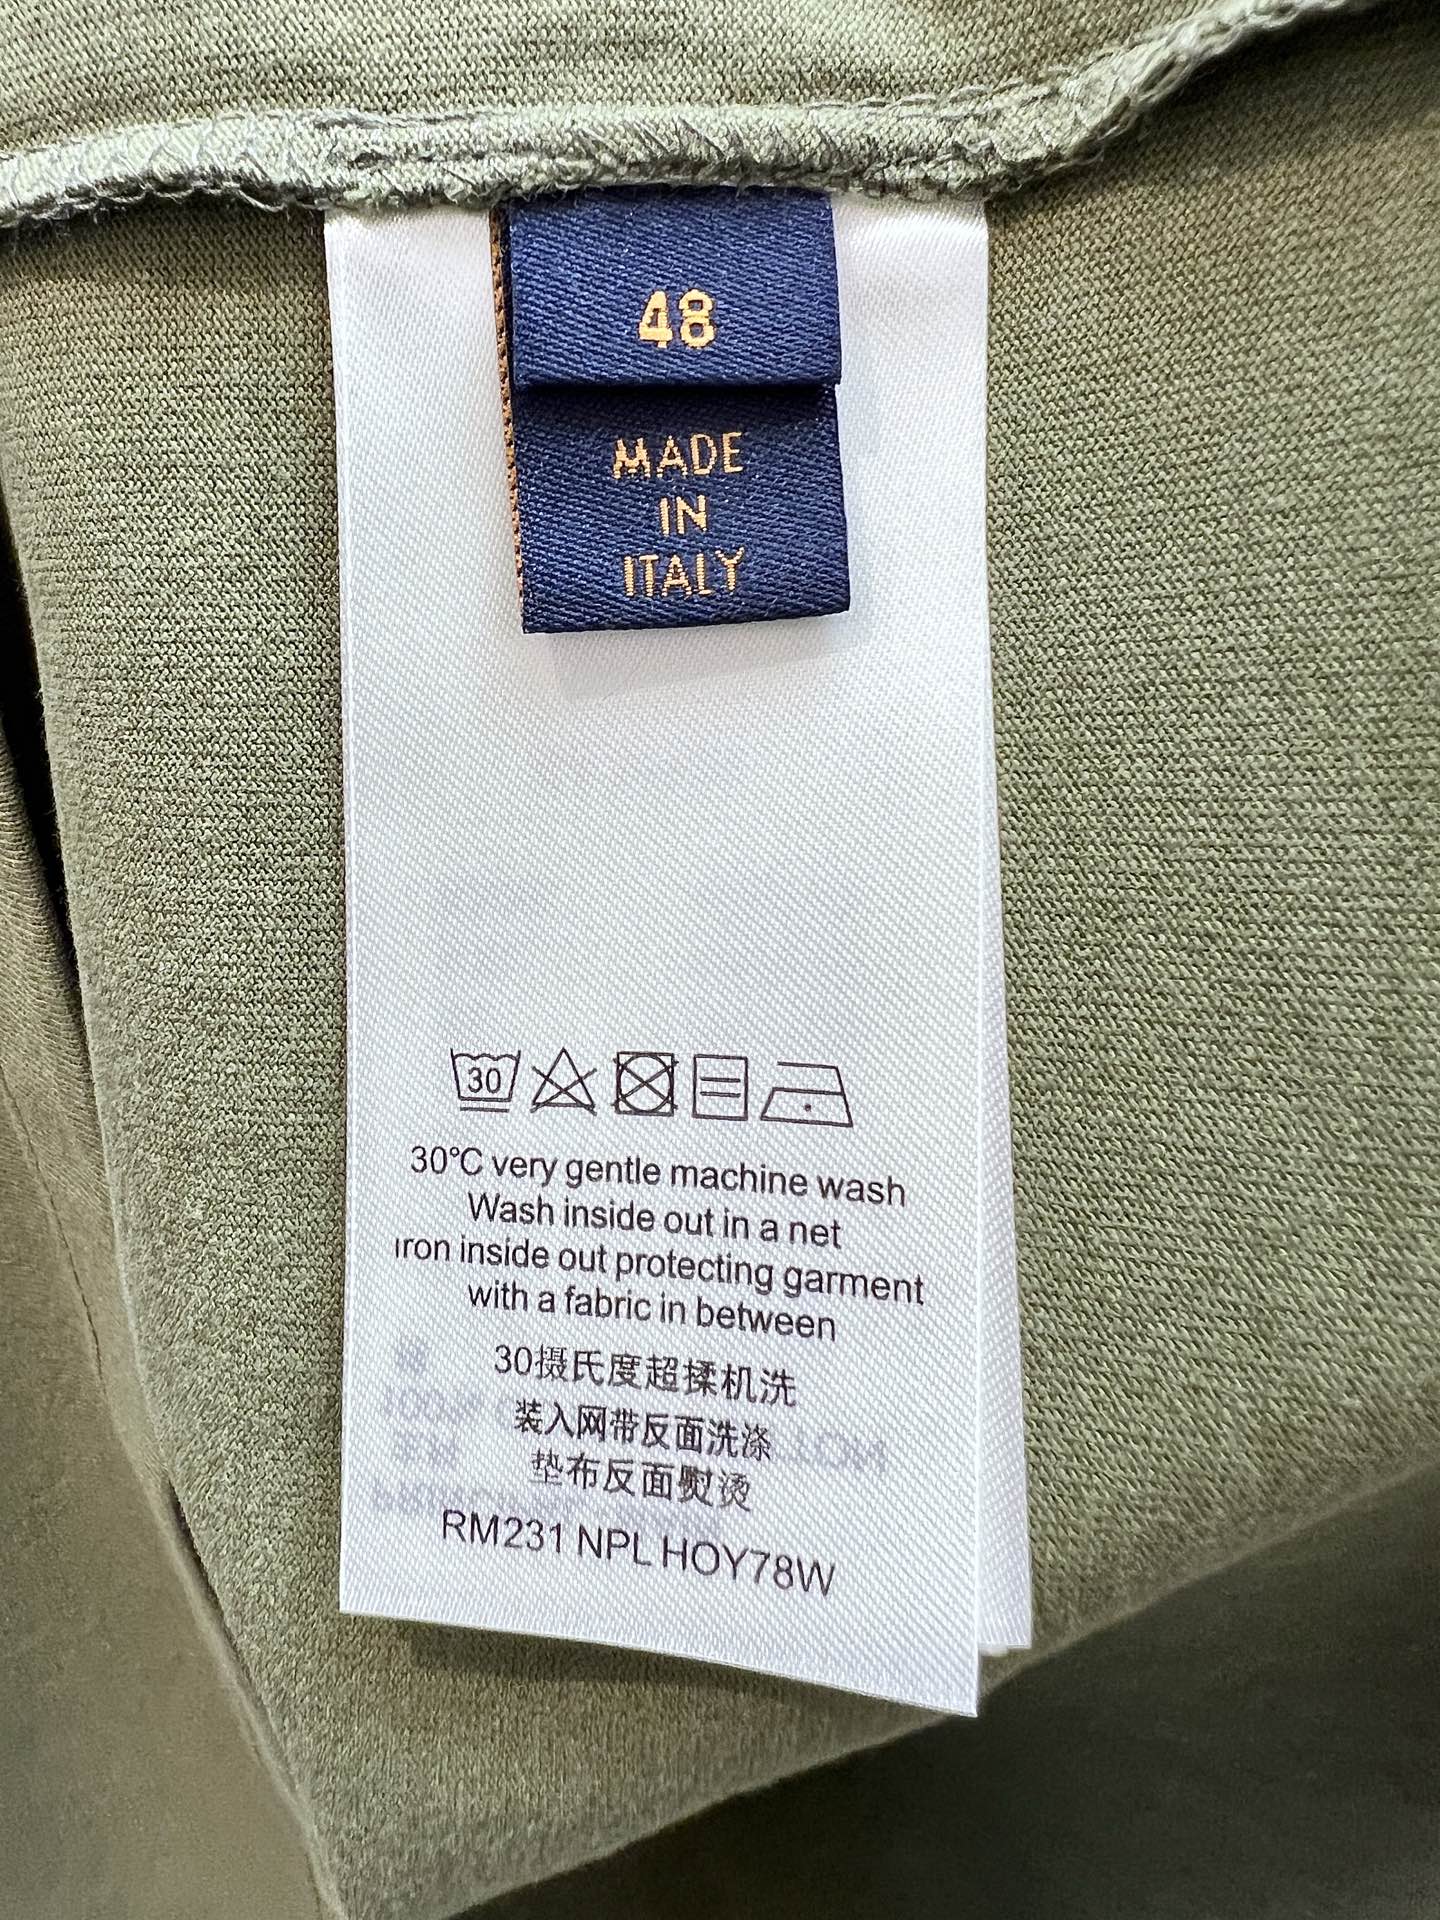 48
MADE
IN
ITALY
30
30°C very gentle machine wash
Wash inside out in a net
iron inside out protecting garment
with a fabric in between
30摄氏度超揉机洗
装入网带反面洗涤
垫布反面熨烫
RM231 NPL HOY78W